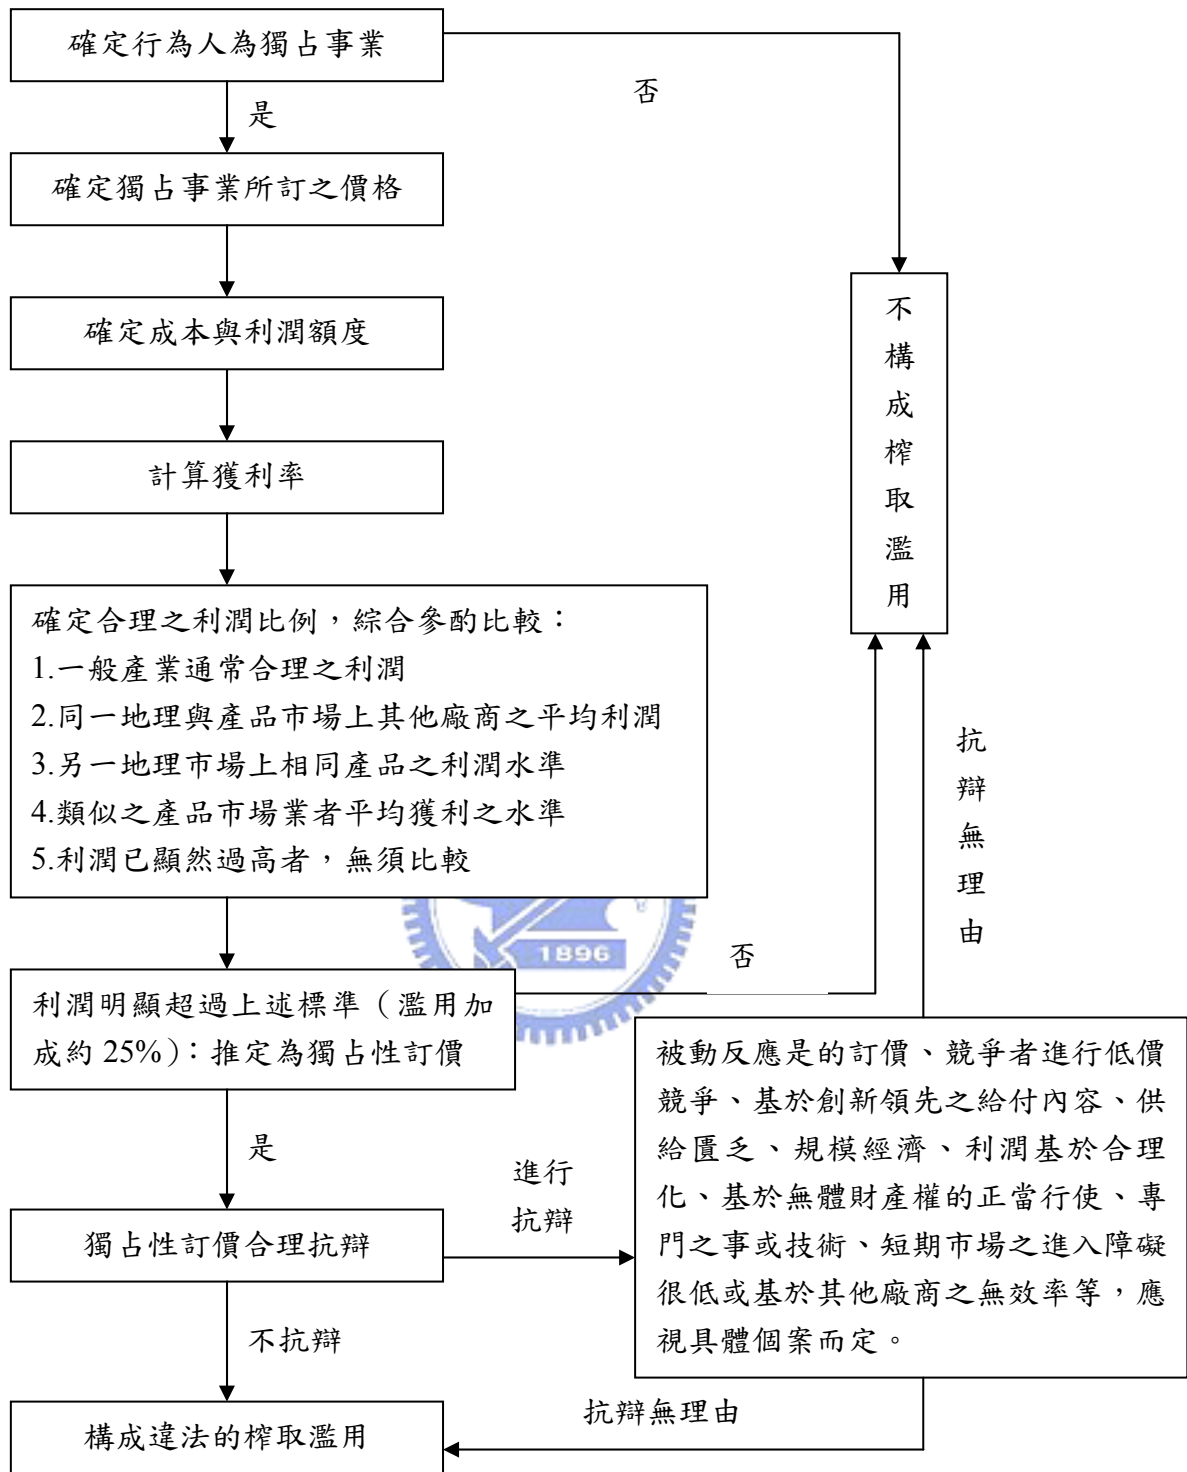 確定行為人為獨占事業
否
是
確定獨占事業所訂之價格
確定成本與利潤額度
不構成榨取濫用
計算獲利率
確定合理之利潤比例，綜合參酌比較：
1.一般產業通常合理之利潤
2.同一地理與產品市場上其他廠商之平均利潤
3.另一地理市場上相同產品之利潤水準
4.類似之產品市場業者平均獲利之水準
5.利潤已顯然過高者，無須比較
抗辯無理由
1896
否
利潤明顯超過上述標準（濫用加
成約 25%）：推定為獨占性訂價
被動反應是的訂價、競爭者進行低價
競爭、基於創新領先之給付內容、供
給匱乏、規模經濟、利潤基於合理
化、基於無體財產權的正當行使、專
門之事或技術、短期市場之進入障礙
很低或基於其他廠商之無效率等，應
視具體個案而定。
是
進行
抗辯
獨占性訂價合理抗辯
不抗辯
抗辯無理由
構成違法的榨取濫用